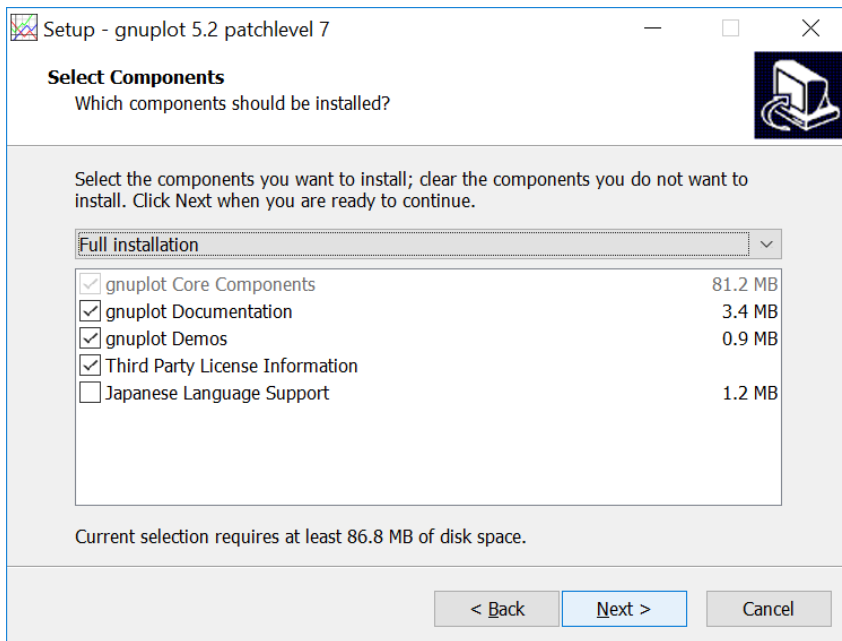 Setup - gnuplot 5.2 patchlevel 7
Select Components
Which components should be installed?
Select the components you want to install; clear the components you do not want to
install. Click Next when you are ready to continue.
Full installation
gnuplot Core Components 81.2 MB
gnuplot Documentation 3.4 MB
gnuplot Demos 0.9 MB
Third Party License Information
Japanese Language Support 1.2 MB
Current selection requires at least 86.8 MB of disk space.
< Back Next > Cancel